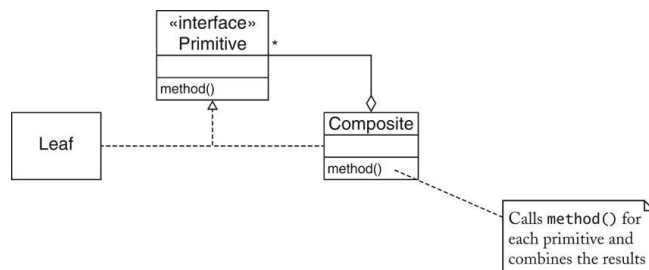 «interface»
Primitive
*
method()
Leaf
Composite
method()
Calls method() for
each primitive and
combines the results